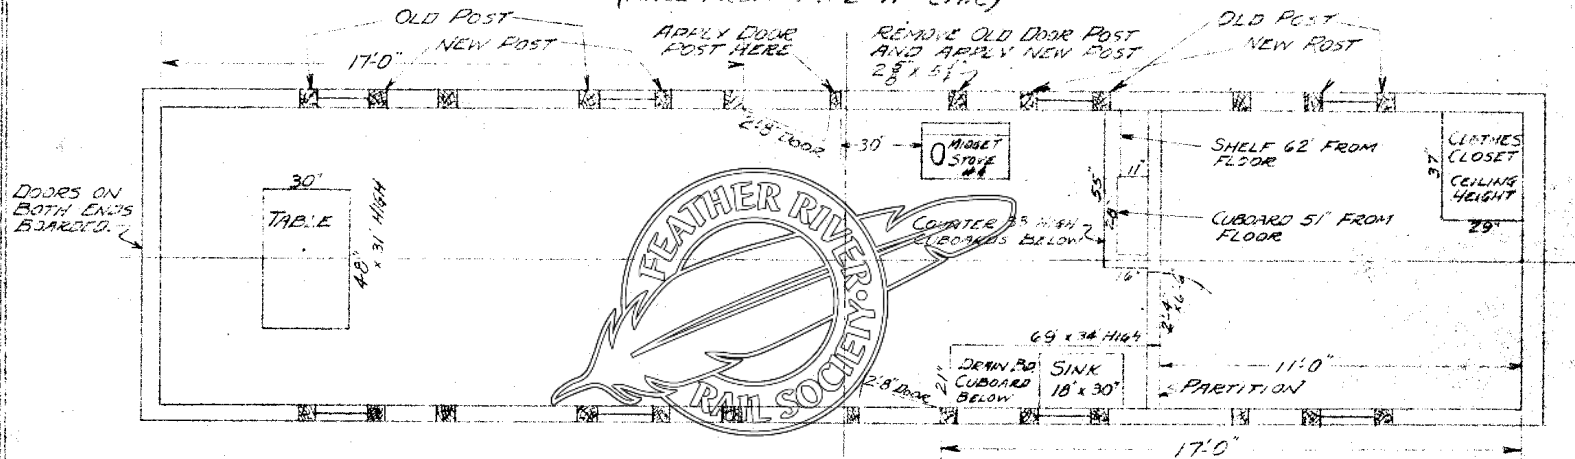 OLD POST
NEW POST
17'-0"
APPLY DOOR
POST HERE
REMOVE OLD DOOR POST
AND APPLY NEW POST
OLD POST
NEW POST
2'-8" DOOR
30"
MIDGET
STOVE
SHELF 62" FROM
FLOOR
11"
55"
CUBOARD 51" FROM
FLOOR
CLOTHES
CLOSET
CEILING
HEIGHT
37"
29"
DOORS ON
BOTH ENDS
BOARDED.
30"
TABLE
48"
x 31" HIGH
FEATHER RIVER
RAIL SOCIETY
COUNTER HIGH
CUBOARDS BELOW
16"
69" x 34" HIGH
DRAIN BD.
CUBOARD
BELOW
SINK
18" x 30"
21"
2'-8" DOOR
11'-0"
PARTITION
17'-0"